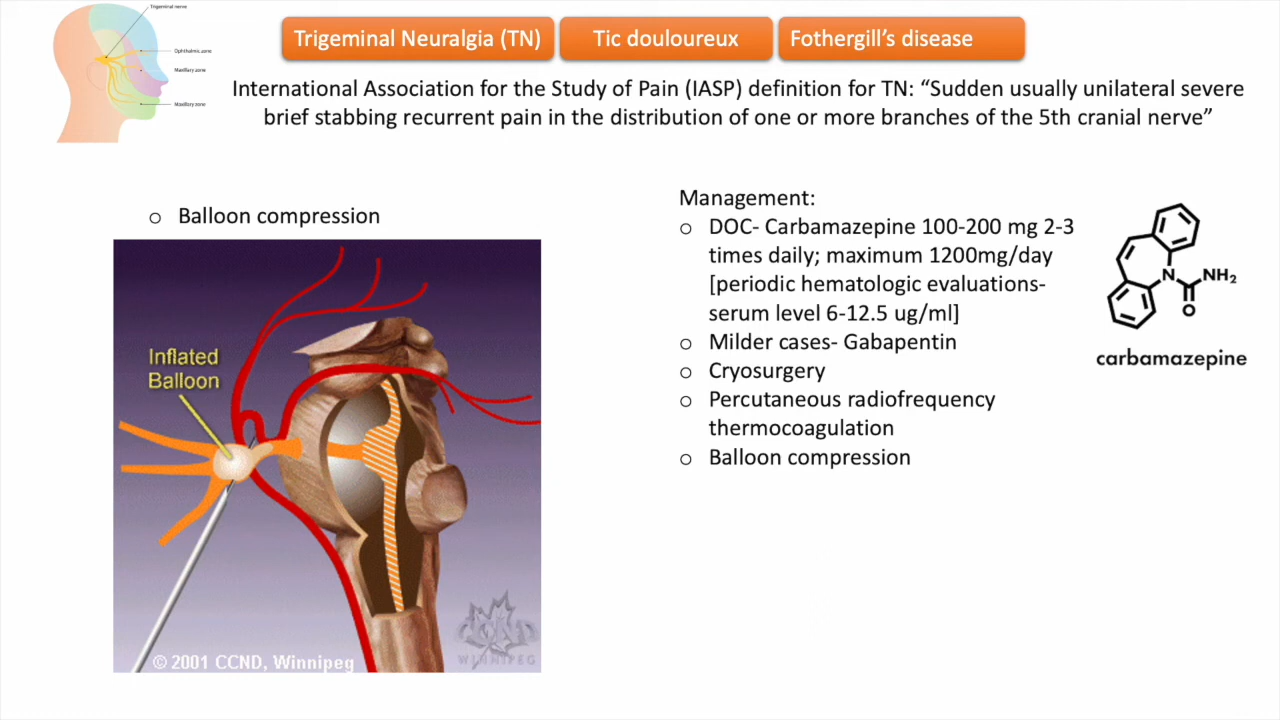 Trigeminal nerve
Ophthalmic zone
Maxillary zone
Maxillary zone
Trigeminal Neuralgia (TN)
Tic douloureux
Fothergill’s disease
International Association for the Study of Pain (IASP) definition for TN: “Sudden usually unilateral severe
brief stabbing recurrent pain in the distribution of one or more branches of the 5th cranial nerve”
o Balloon compression
Inflated
Balloon
© 2001 CCND, Winnipeg
CCND
WINNIPEG
Management:
o DOC- Carbamazepine 100-200 mg 2-3
times daily; maximum 1200mg/day
[periodic hematologic evaluations-
serum level 6-12.5 ug/ml]
o Milder cases- Gabapentin
o Cryosurgery
o Percutaneous radiofrequency
thermocoagulation
o Balloon compression
N
NH₂
O
carbamazepine